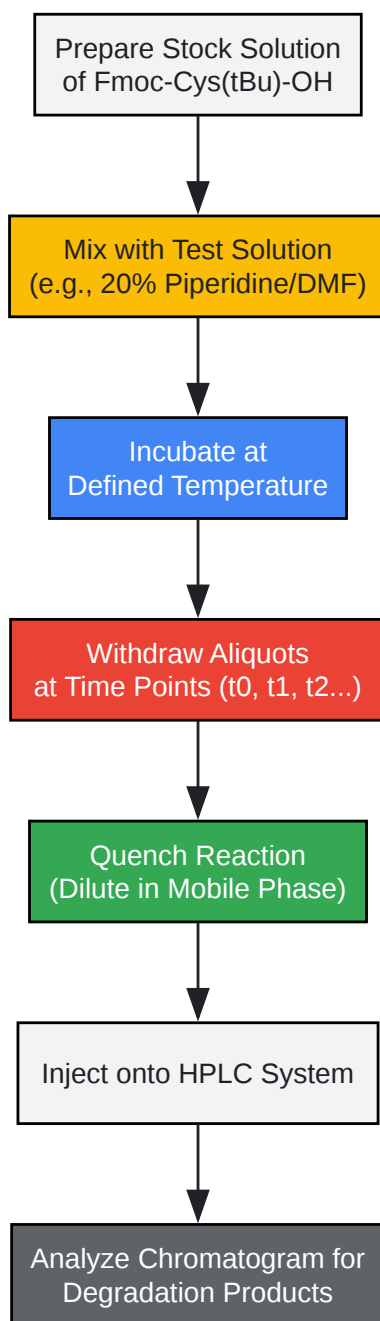 Prepare Stock Solution
of Fmoc-Cys(tBu)-OH
Mix with Test Solution
(e.g., 20% Piperidine/DMF)
Incubate at
Defined Temperature
Withdraw Aliquots
at Time Points (t0, t1, t2...)
Quench Reaction
(Dilute in Mobile Phase)
Inject onto HPLC System
Analyze Chromatogram for
Degradation Products